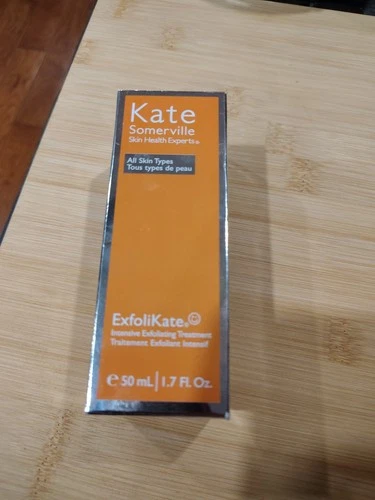 Kate
Somerville
Skin Health Experts®
All Skin Types
Tous types de peau
ExfoliKate®
Intensive Exfoliating Treatment
Traitement Exfoliant Intensif
℮ 50 mL | 1.7 Fl. Oz.